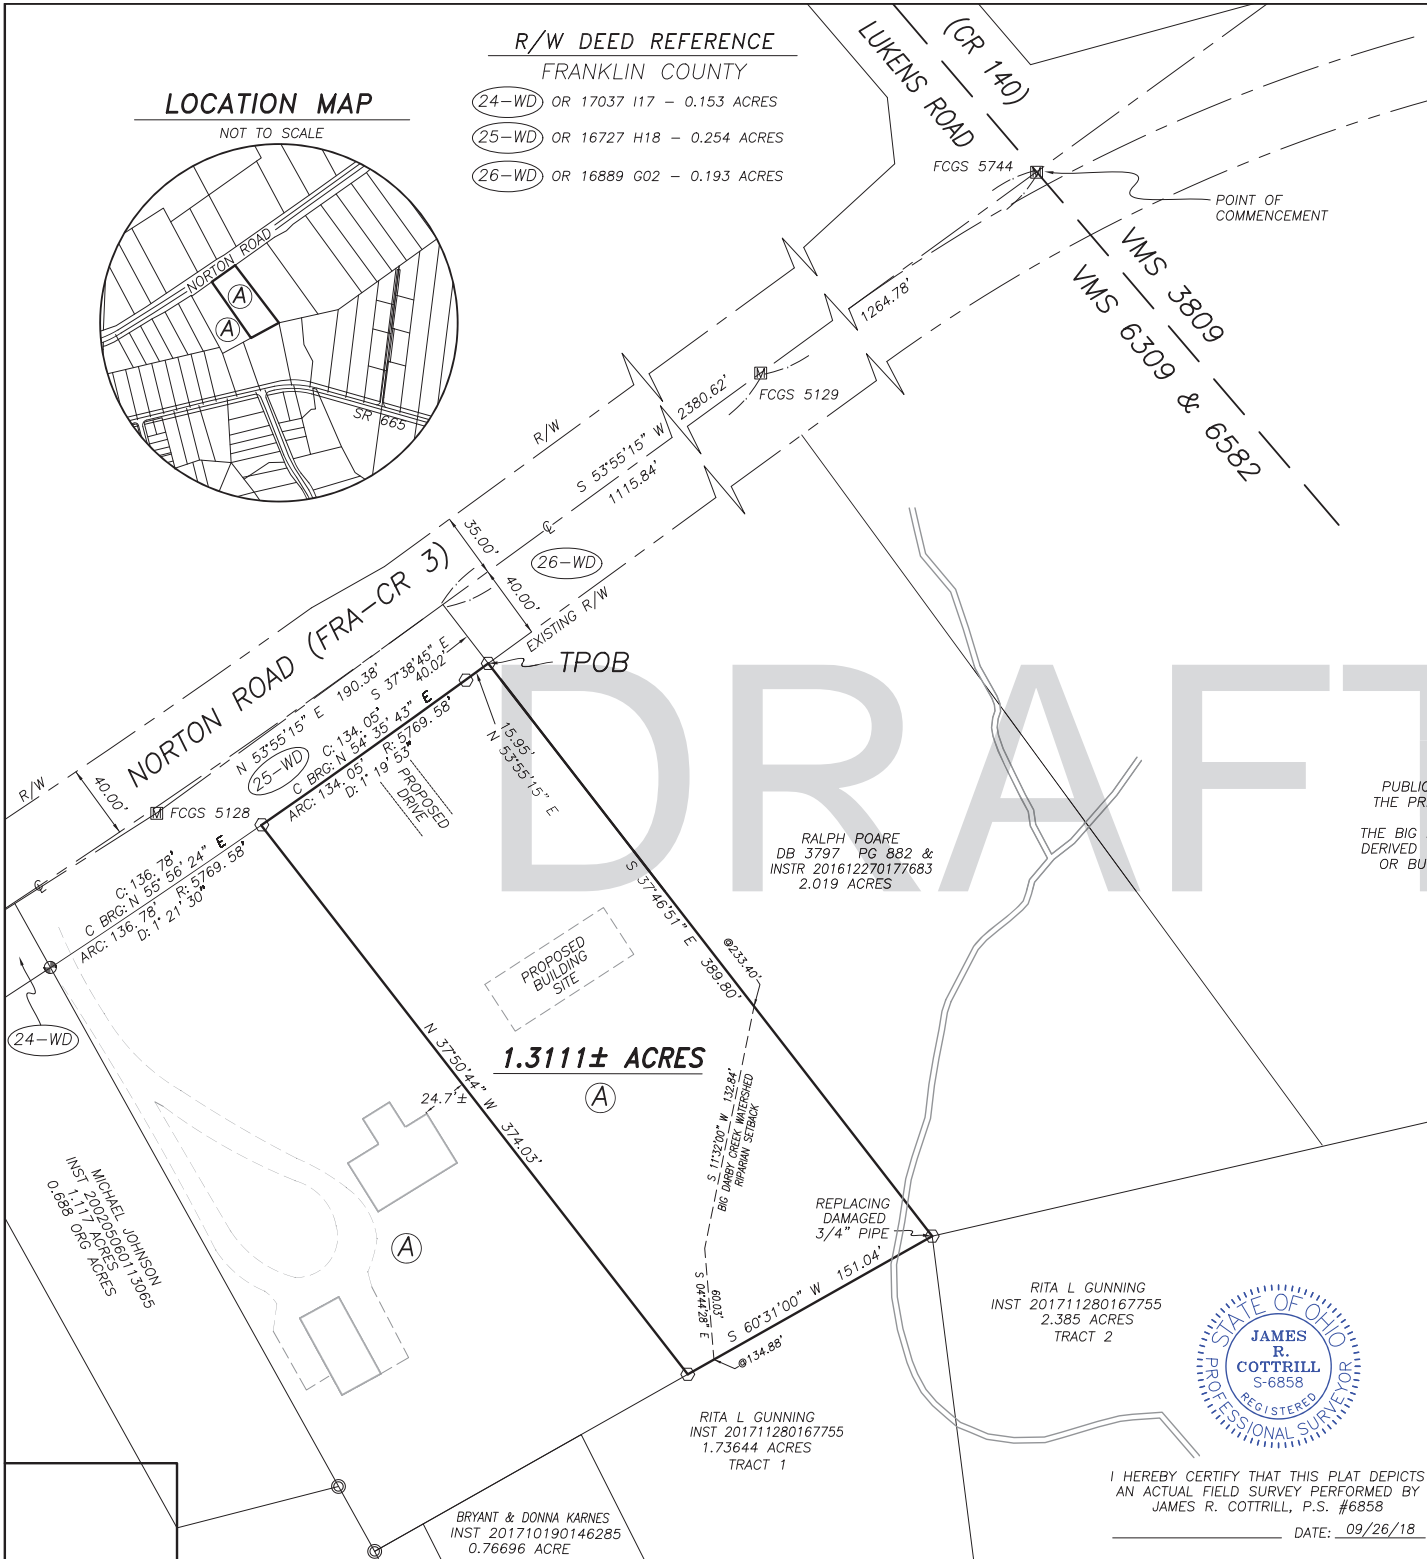 R/W DEED REFERENCE
FRANKLIN COUNTY
24-WD OR 17037 I17 - 0.153 ACRES
25-WD OR 16727 H18 - 0.254 ACRES
26-WD OR 16889 G02 - 0.193 ACRES
LOCATION MAP
NOT TO SCALE
NORTON ROAD
A
A
SR 665
LUKENS ROAD
(CR 140)
FCGS 5744
POINT OF
COMMENCEMENT
VMS 3809
VMS 6309 & 6582
1264.78'
2380.62'
FCGS 5129
S 53°55'15" W
1115.84'
R/W
35.00'
40.00'
26-WD
EXISTING R/W
TPOB
NORTON ROAD (FRA-CR 3)
R/W
40.00'
FCGS 5128
N 53°55'15" E 190.38'
S 37°38'45" E
40.02'
25-WD
C: 134.05'
C BRG: N 54° 35' 43" E
ARC: 134.05' R: 5769.58'
D: 1° 19' 53"
15.95'
N 53°55'15" E
PROPOSED
DRIVE
C: 136.78'
C BRG: N 55° 56' 24" E
ARC: 136.78' R: 5769.58'
D: 1° 21' 30"
24-WD
DRAFT
PUBLIC
THE PR
THE BIG
DERIVED
OR BU
RALPH POARE
DB 3797 PG 882 &
INSTR 201612270177683
2.019 ACRES
S 37°46'51" E 389.80'
@233.40'
PROPOSED
BUILDING
SITE
1.3111± ACRES
A
N 37°50'44" W 374.03'
24.7'±
S 11°32'00" W 132.84'
BIG DARBY CREEK WATERSHED
RIPARIAN SETBACK
MICHAEL JOHNSON
INST 200205060113065
1.117 ACRES
0.688 ORG ACRES
A
REPLACING
DAMAGED
3/4" PIPE
60.03'
S 04°44'28" E
S 60°31'00" W 151.04'
@134.88'
RITA L GUNNING
INST 201711280167755
2.385 ACRES
TRACT 2
RITA L GUNNING
INST 201711280167755
1.73644 ACRES
TRACT 1
BRYANT & DONNA KARNES
INST 201710190146285
0.76696 ACRE
STATE OF OHIO
JAMES
R.
COTTRILL
S-6858
REGISTERED
PROFESSIONAL SURVEYOR
I HEREBY CERTIFY THAT THIS PLAT DEPICTS
AN ACTUAL FIELD SURVEY PERFORMED BY
JAMES R. COTTRILL, P.S. #6858
DATE: 09/26/18